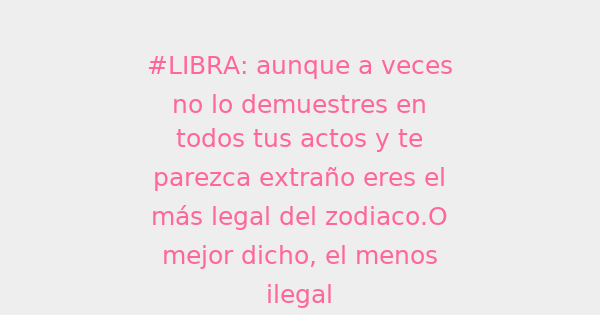 #LIBRA: aunque a veces
no lo demuestres en
todos tus actos y te
parezca extraño eres el
más legal del zodiaco.O
mejor dicho, el menos
ilegal